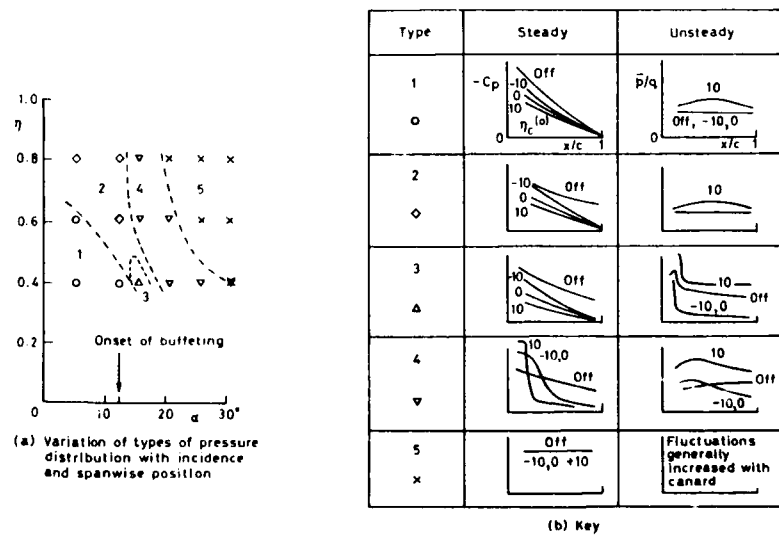 1.0
η
0.8
0.6
0.4
0.2
0
10
α
20
30°
1
2
3
4
5
Onset of buffeting
(a) Variation of types of pressure
distribution with incidence
and spanwise position
Type
Steady
Unsteady
1
-Cp
Off
-10
0
10
ηc(o)
0
x/c
1
p̄/q
10
Off, -10,0
0
x/c
1
2
-10
0
10
Off
10
3
Off
-10
0
10
10
Off
-10,0
4
10
-10,0
Off
10
Off
-10,0
5
Off
-10,0 +10
Fluctuations
generally
increased with
canard
(b) Key